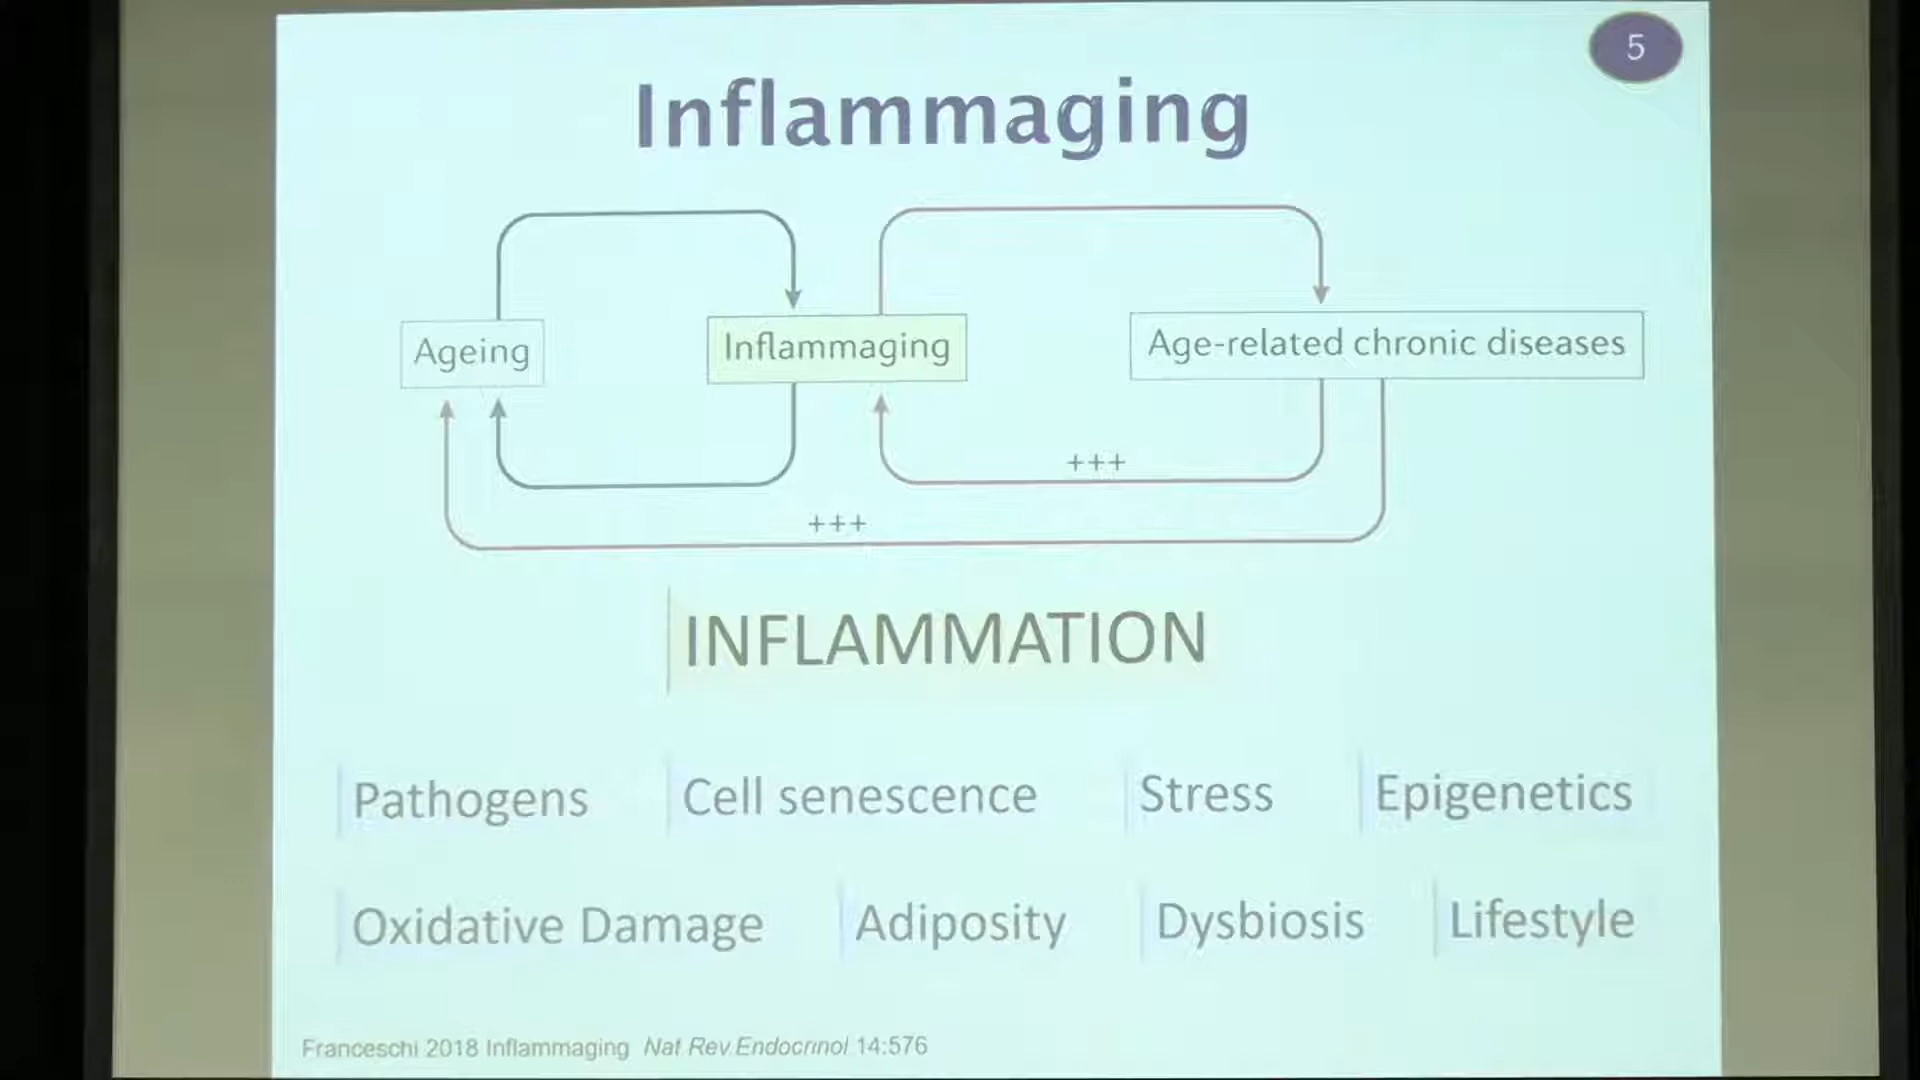 5
Inflammaging
Ageing
Inflammaging
Age-related chronic diseases
+++
+++
INFLAMMATION
Pathogens Cell senescence Stress Epigenetics
Oxidative Damage Adiposity Dysbiosis Lifestyle
Franceschi 2018 Inflammaging Nat Rev Endocrinol 14:576